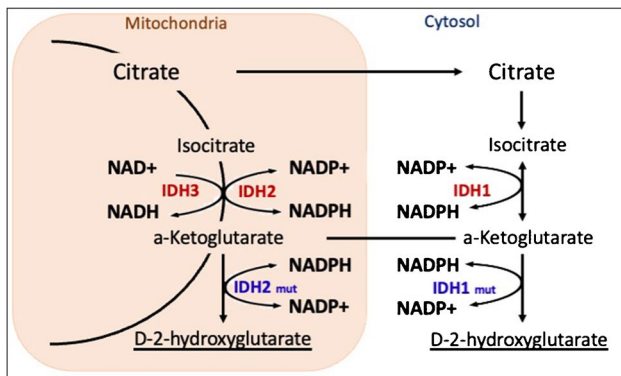 Mitochondria Cytosol
Citrate Citrate
Isocitrate Isocitrate
NAD+ NADP+ NADP+
IDH3 IDH2 IDH1
NADH NADPH NADPH
a-Ketoglutarate a-Ketoglutarate
NADPH NADPH
IDH2 mut IDH1 mut
NADP+ NADP+
D-2-hydroxyglutarate D-2-hydroxyglutarate